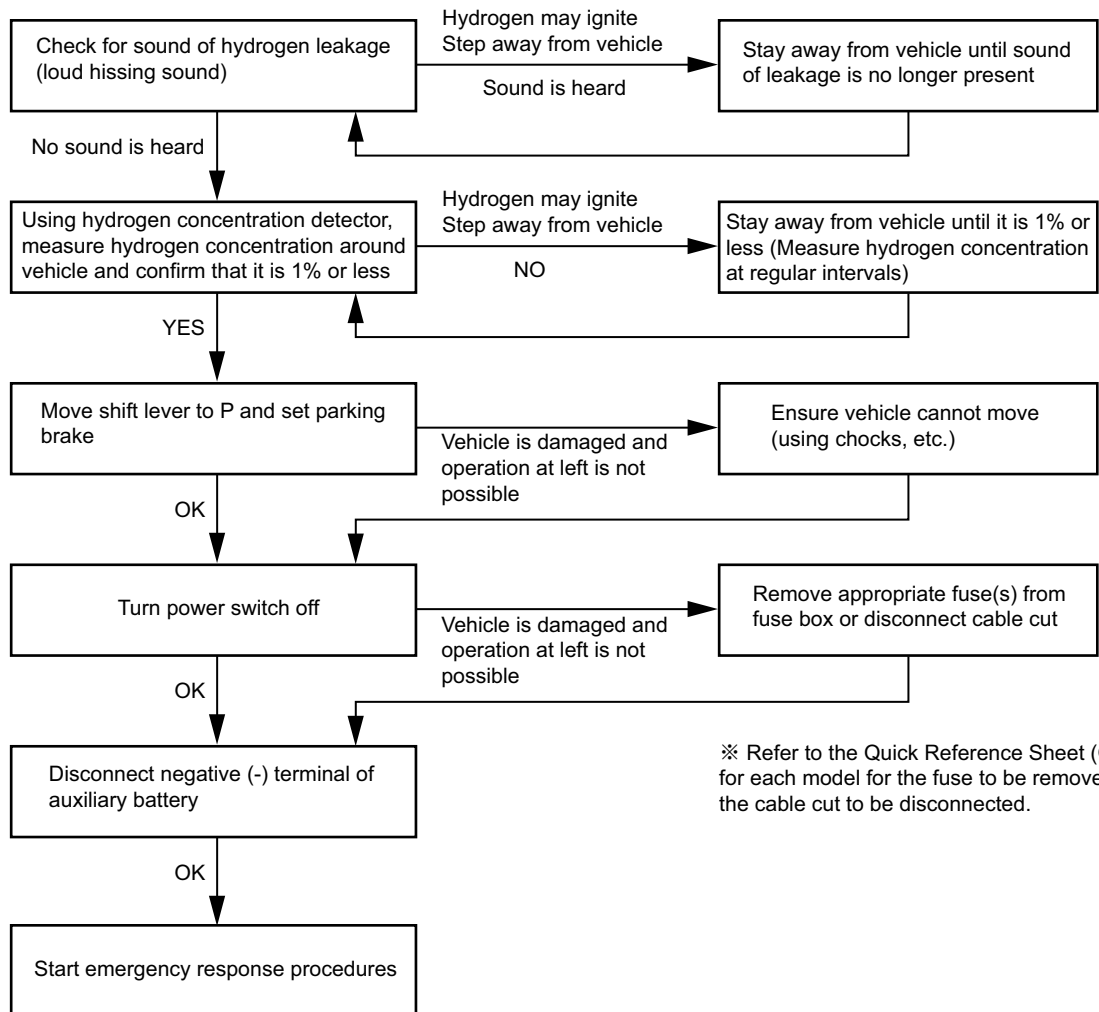 Check for sound of hydrogen leakage
(loud hissing sound)
Hydrogen may ignite
Step away from vehicle
Sound is heard
Stay away from vehicle until sound
of leakage is no longer present
No sound is heard
Using hydrogen concentration detector,
measure hydrogen concentration around
vehicle and confirm that it is 1% or less
Hydrogen may ignite
Step away from vehicle
NO
Stay away from vehicle until it is 1% or
less (Measure hydrogen concentration
at regular intervals)
YES
Move shift lever to P and set parking
brake
Vehicle is damaged and
operation at left is not
possible
Ensure vehicle cannot move
(using chocks, etc.)
OK
Turn power switch off
Vehicle is damaged and
operation at left is not
possible
Remove appropriate fuse(s) from
fuse box or disconnect cable cut
OK
Disconnect negative (-) terminal of
auxiliary battery
※ Refer to the Quick Reference Sheet (
for each model for the fuse to be
the cable cut to be disconnected.
OK
Start emergency response procedures